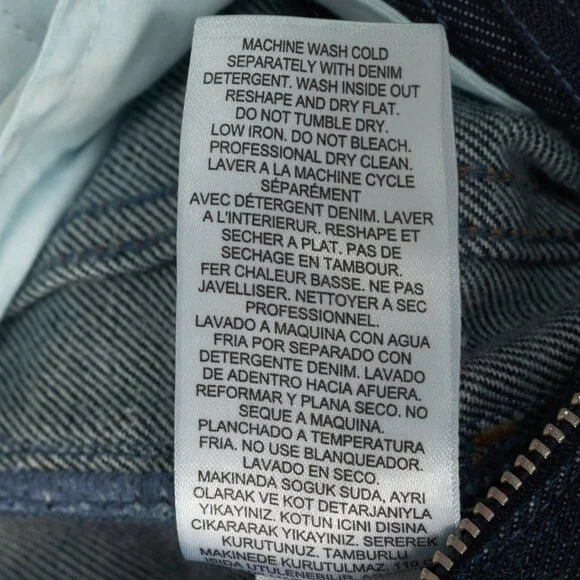 MACHINE WASH COLD
SEPARATELY WITH DENIM
DETERGENT. WASH INSIDE OUT
RESHAPE AND DRY FLAT.
DO NOT TUMBLE DRY.
LOW IRON. DO NOT BLEACH.
PROFESSIONAL DRY CLEAN.
LAVER A LA MACHINE CYCLE
SÉPARÉMENT
AVEC DÉTERGENT DENIM. LAVER
A L'INTERIERUR. RESHAPE ET
SECHER A PLAT. PAS DE
SECHAGE EN TAMBOUR.
FER CHALEUR BASSE. NE PAS
JAVELLISER. NETTOYER A SEC
PROFESSIONNEL.
LAVADO A MAQUINA CON AGUA
FRIA POR SEPARADO CON
DETERGENTE DENIM. LAVADO
DE ADENTRO HACIA AFUERA.
REFORMAR Y PLANA SECO. NO
SEQUE A MAQUINA.
PLANCHADO A TEMPERATURA
FRIA. NO USE BLANQUEADOR.
LAVADO EN SECO.
MAKINADA SOGUK SUDA, AYRI
OLARAK VE KOT DETARJANIYLA
YIKAYINIZ. KOTUN ICINI DISINA
CIKARARAK YIKAYINIZ. SEREREK
KURUTUNUZ. TAMBURLU
MAKINEDE KURUTULMAZ. 110
ISIDA UTULENEBILIR